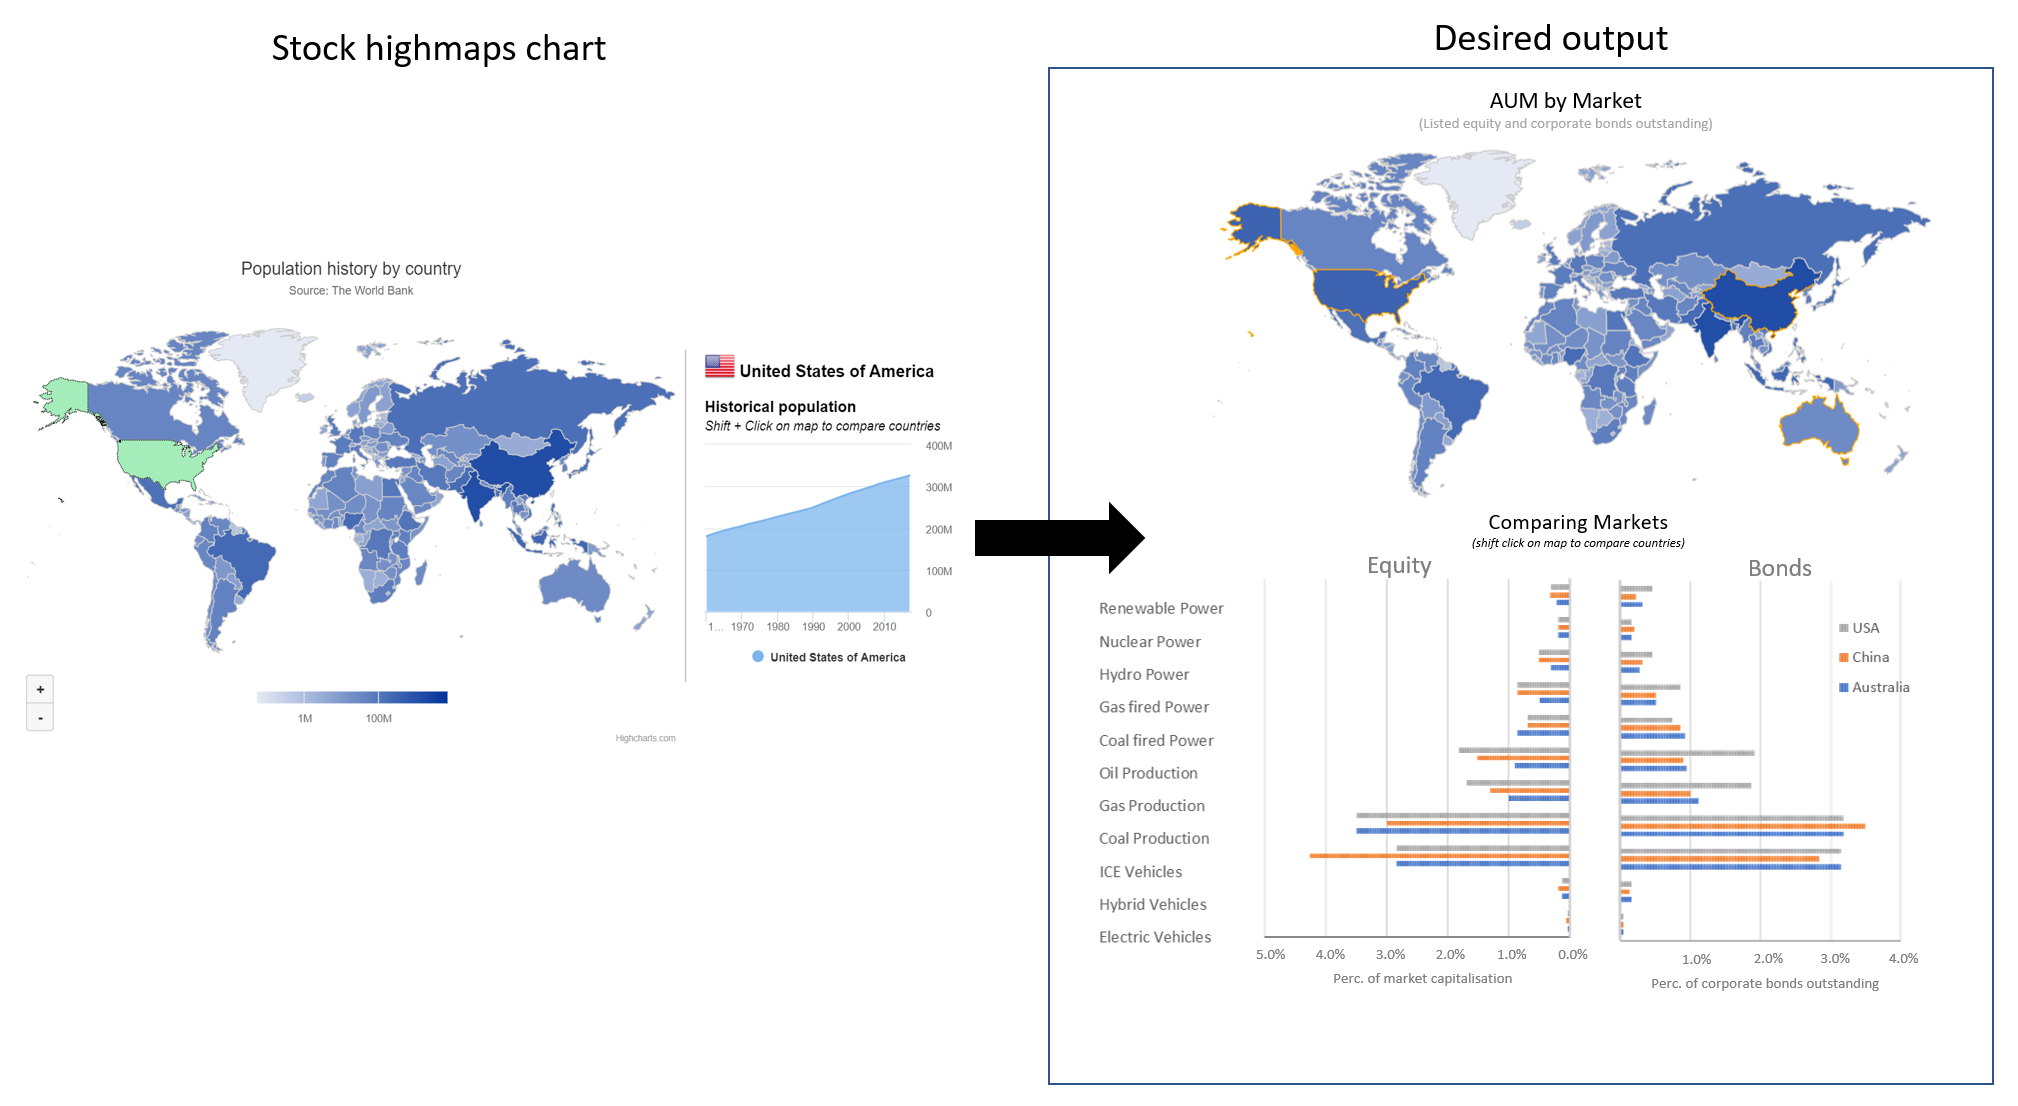 Stock highmaps chart
Population history by country
Source: The World Bank
United States of America
Historical population
Shift + Click on map to compare countries
400M
300M
200M
100M
0
1... 1970 1980 1990 2000 2010
United States of America
+
-
1M 100M
Highcharts.com
Desired output
AUM by Market
(Listed equity and corporate bonds outstanding)
Comparing Markets
(shift click on map to compare countries)
Equity Bonds
Renewable Power
Nuclear Power
Hydro Power
Gas fired Power
Coal fired Power
Oil Production
Gas Production
Coal Production
ICE Vehicles
Hybrid Vehicles
Electric Vehicles
USA
China
Australia
5.0% 4.0% 3.0% 2.0% 1.0% 0.0%
Perc. of market capitalisation
1.0% 2.0% 3.0% 4.0%
Perc. of corporate bonds outstanding